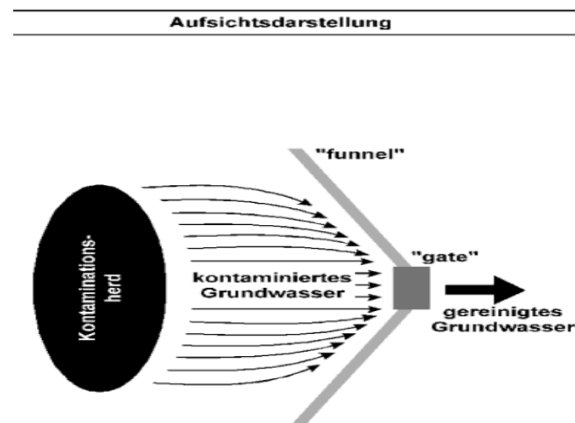 Aufsichtsdarstellung
"funnel"
Kontaminations-
herd
kontaminiertes
Grundwasser
"gate"
gereinigtes
Grundwasser